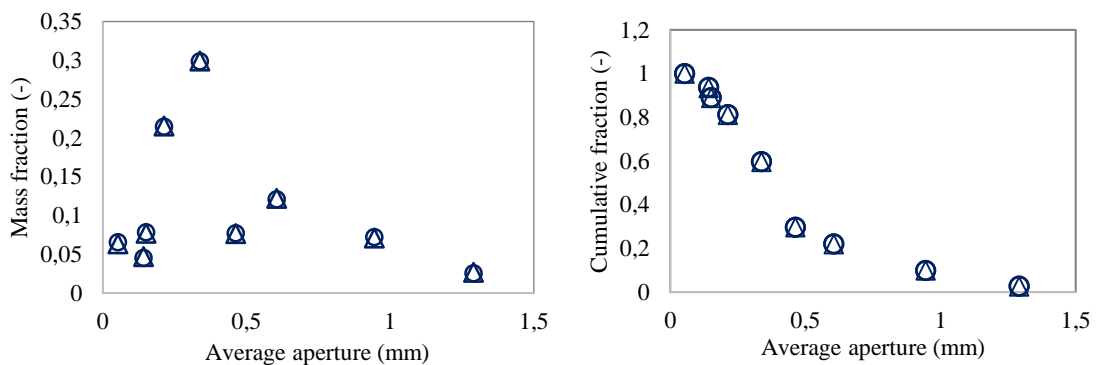 Mass fraction (-)
0,35
0,3
0,25
0,2
0,15
0,1
0,05
0
0 0,5 1 1,5
Average aperture (mm)
Cumulative fraction (-)
1,2
1
0,8
0,6
0,4
0,2
0
0 0,5 1 1,5
Average aperture (mm)